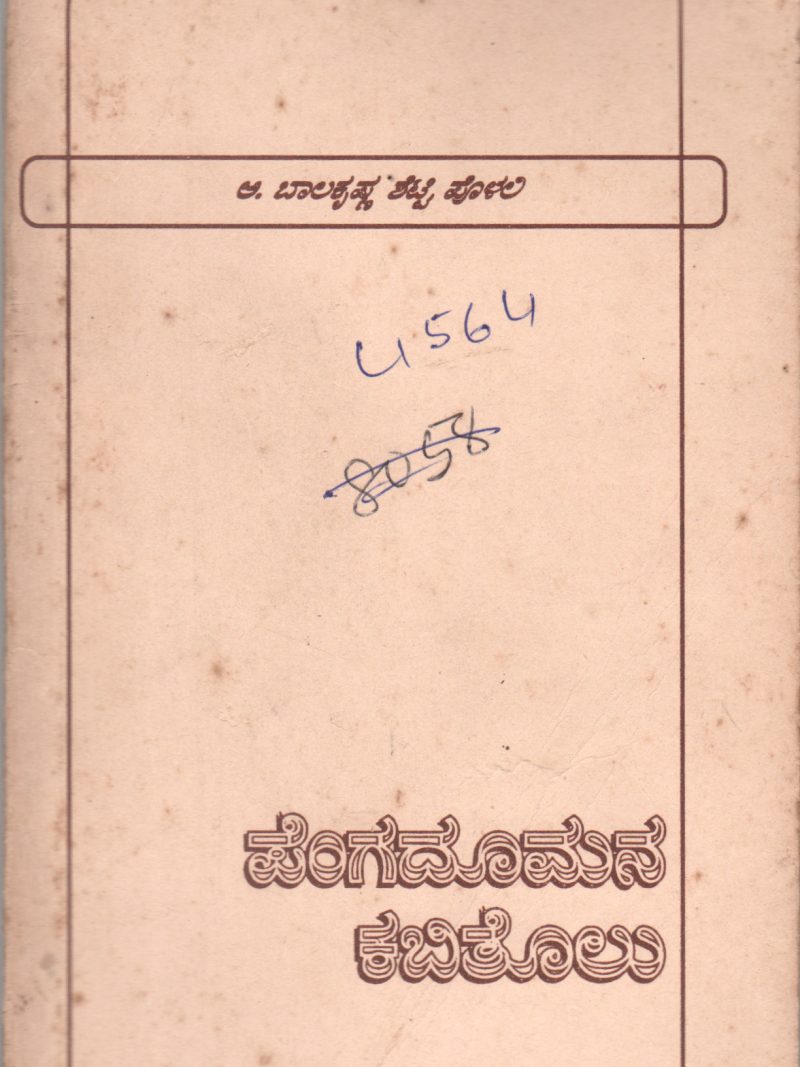 ಅ. ಬಾಲಕೃಷ್ಣ ಶೆಟ್ಟಿ ಪೊಳಲಿ
4564
8058
ಪೆಂಗದೂಮನ
ಕಬಿತೊಲು